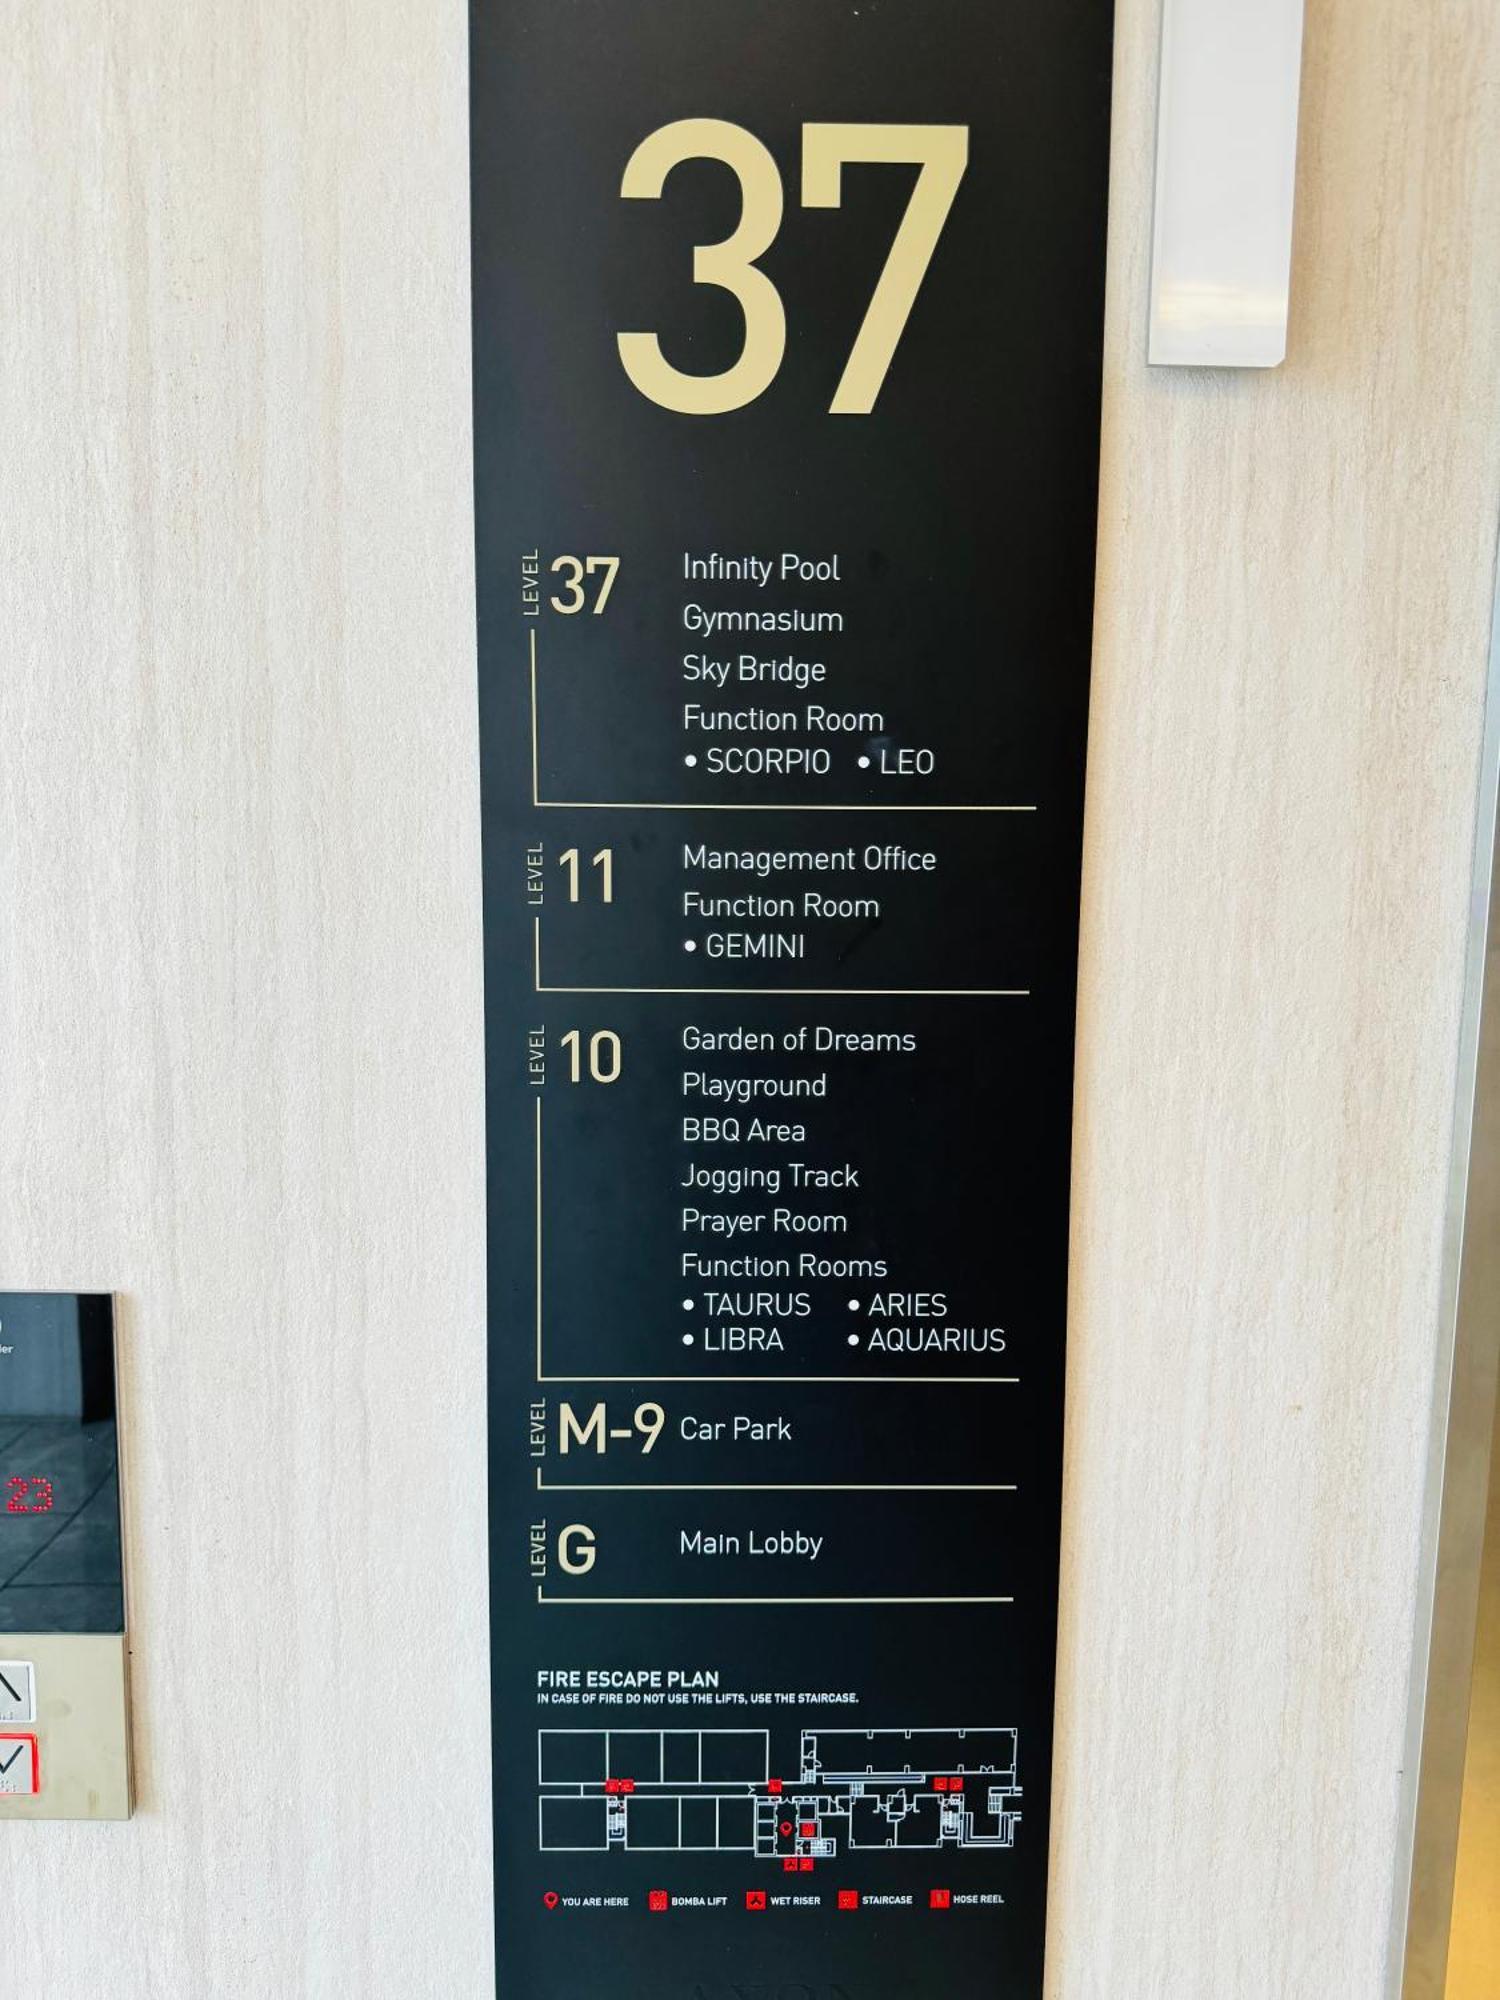 37
LEVEL 37 Infinity Pool
Gymnasium
Sky Bridge
Function Room
• SCORPIO • LEO
LEVEL 11 Management Office
Function Room
• GEMINI
LEVEL 10 Garden of Dreams
Playground
BBQ Area
Jogging Track
Prayer Room
Function Rooms
• TAURUS • ARIES
• LIBRA • AQUARIUS
LEVEL M-9 Car Park
LEVEL G Main Lobby
23
FIRE ESCAPE PLAN
IN CASE OF FIRE DO NOT USE THE LIFTS, USE THE STAIRCASE.
YOU ARE HERE BOMBA LIFT WET RISER STAIRCASE HOSE REEL